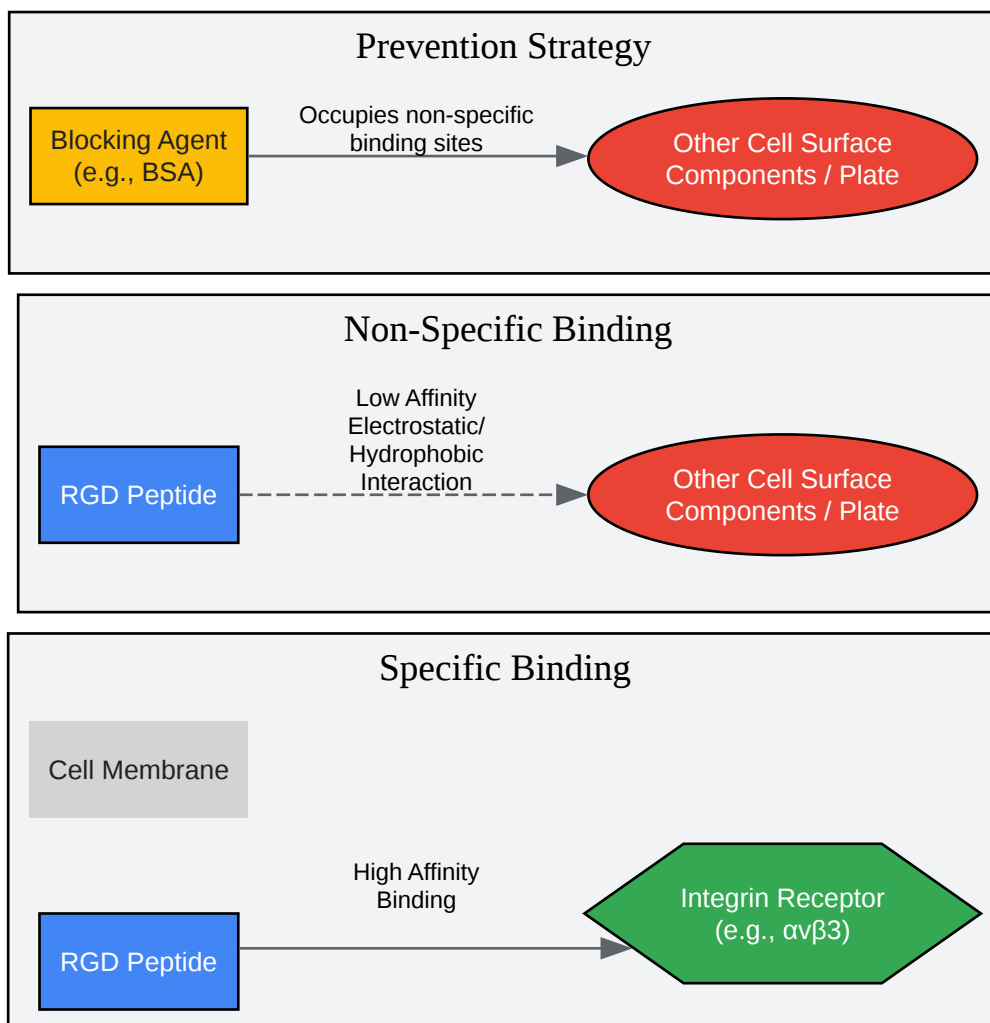 Prevention Strategy
Blocking Agent
(e.g., BSA)
Occupies non-specific
binding sites
Other Cell Surface
Components / Plate
Non-Specific Binding
RGD Peptide
Low Affinity
Electrostatic/
Hydrophobic
Interaction
Other Cell Surface
Components / Plate
Specific Binding
Cell Membrane
RGD Peptide
High Affinity
Binding
Integrin Receptor
(e.g., αvβ3)